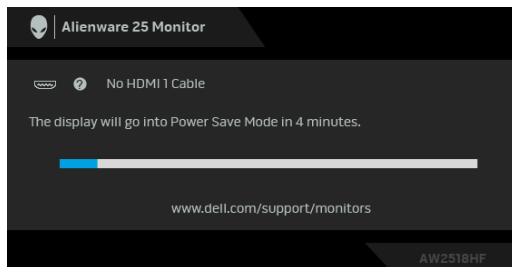 Alienware 25 Monitor
? No HDMI 1 Cable
The display will go into Power Save Mode in 4 minutes.
www.dell.com/support/monitors
AW2518HF